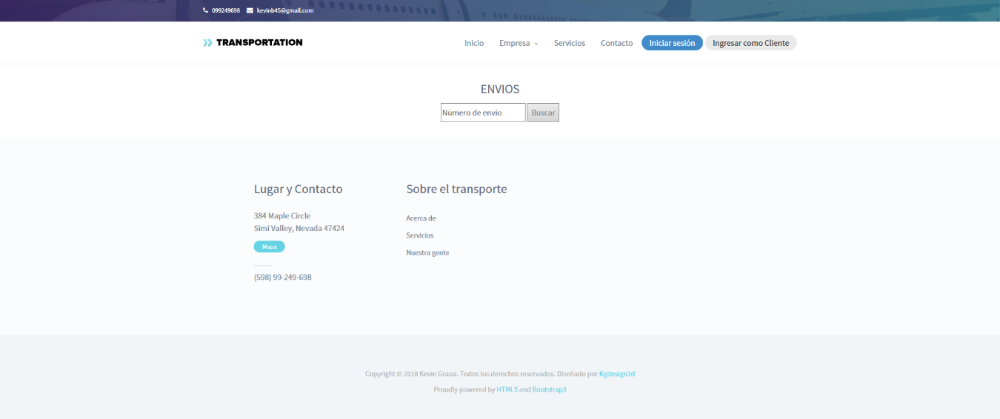 099249698 kevinb45@gmail.com
TRANSPORTATION Inicio Empresa Servicios Contacto Iniciar sesión Ingresar como Cliente
ENVIOS
Número de envio Buscar
Lugar y Contacto
384 Maple Circle
Simi Valley, Nevada 47424
Mapa
(598) 99-249-698
Sobre el transporte
Acerca de
Servicios
Nuestra gente
Copyright © 2018 Kevin Grassi. Todos los derechos reservados. Diseñado por Kgdesign3d
Proudly powered by HTML5 and Bootstrap3